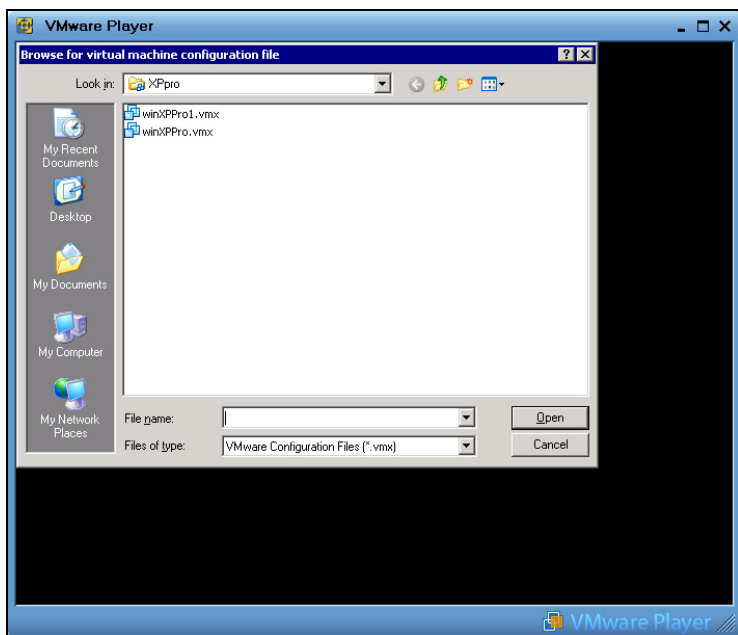 VMware Player
Browse for virtual machine configuration file
Look in: XPpro
winXPPro1.vmx
winXPPro.vmx
My Recent
Documents
Desktop
My Documents
My Computer
My Network
Places
File name:
Open
Files of type: VMware Configuration Files (*.vmx)
Cancel
VMware Player